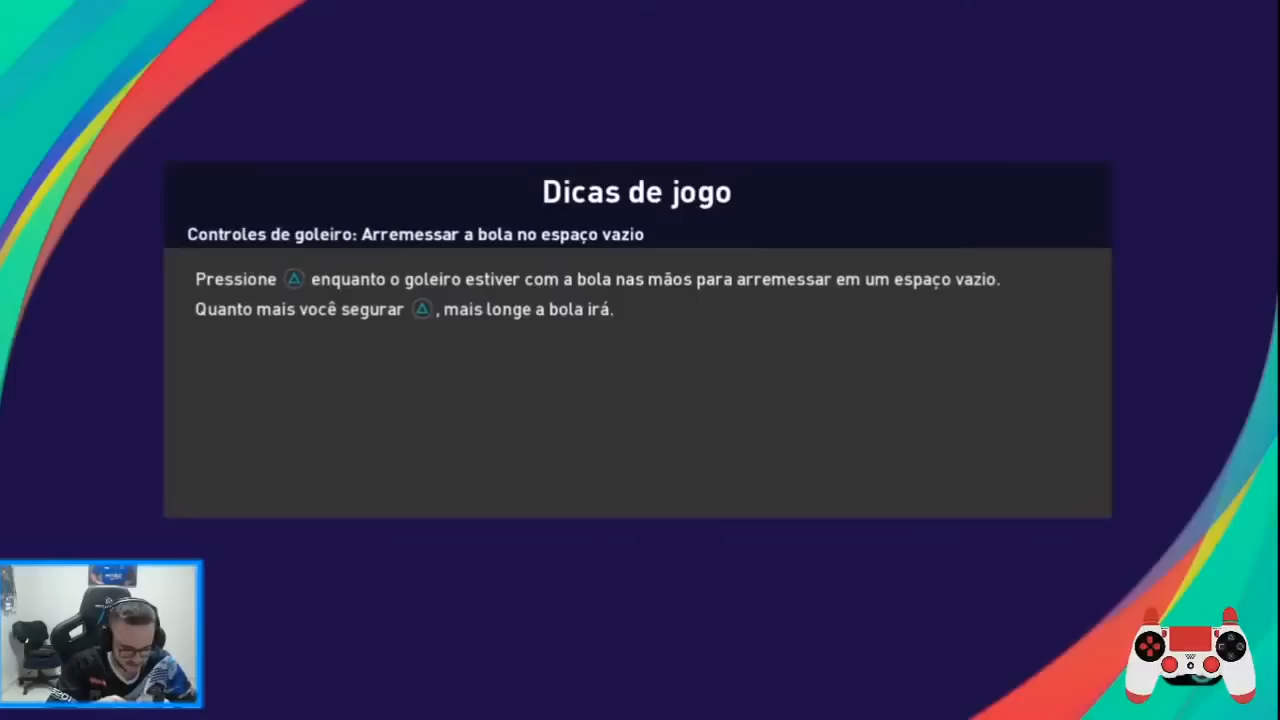 Dicas de jogo
Controles de goleiro: Arremessar a bola no espaço vazio
Pressione △ enquanto o goleiro estiver com a bola nas mãos para arremessar em um espaço vazio.
Quanto mais você segurar △, mais longe a bola irá.